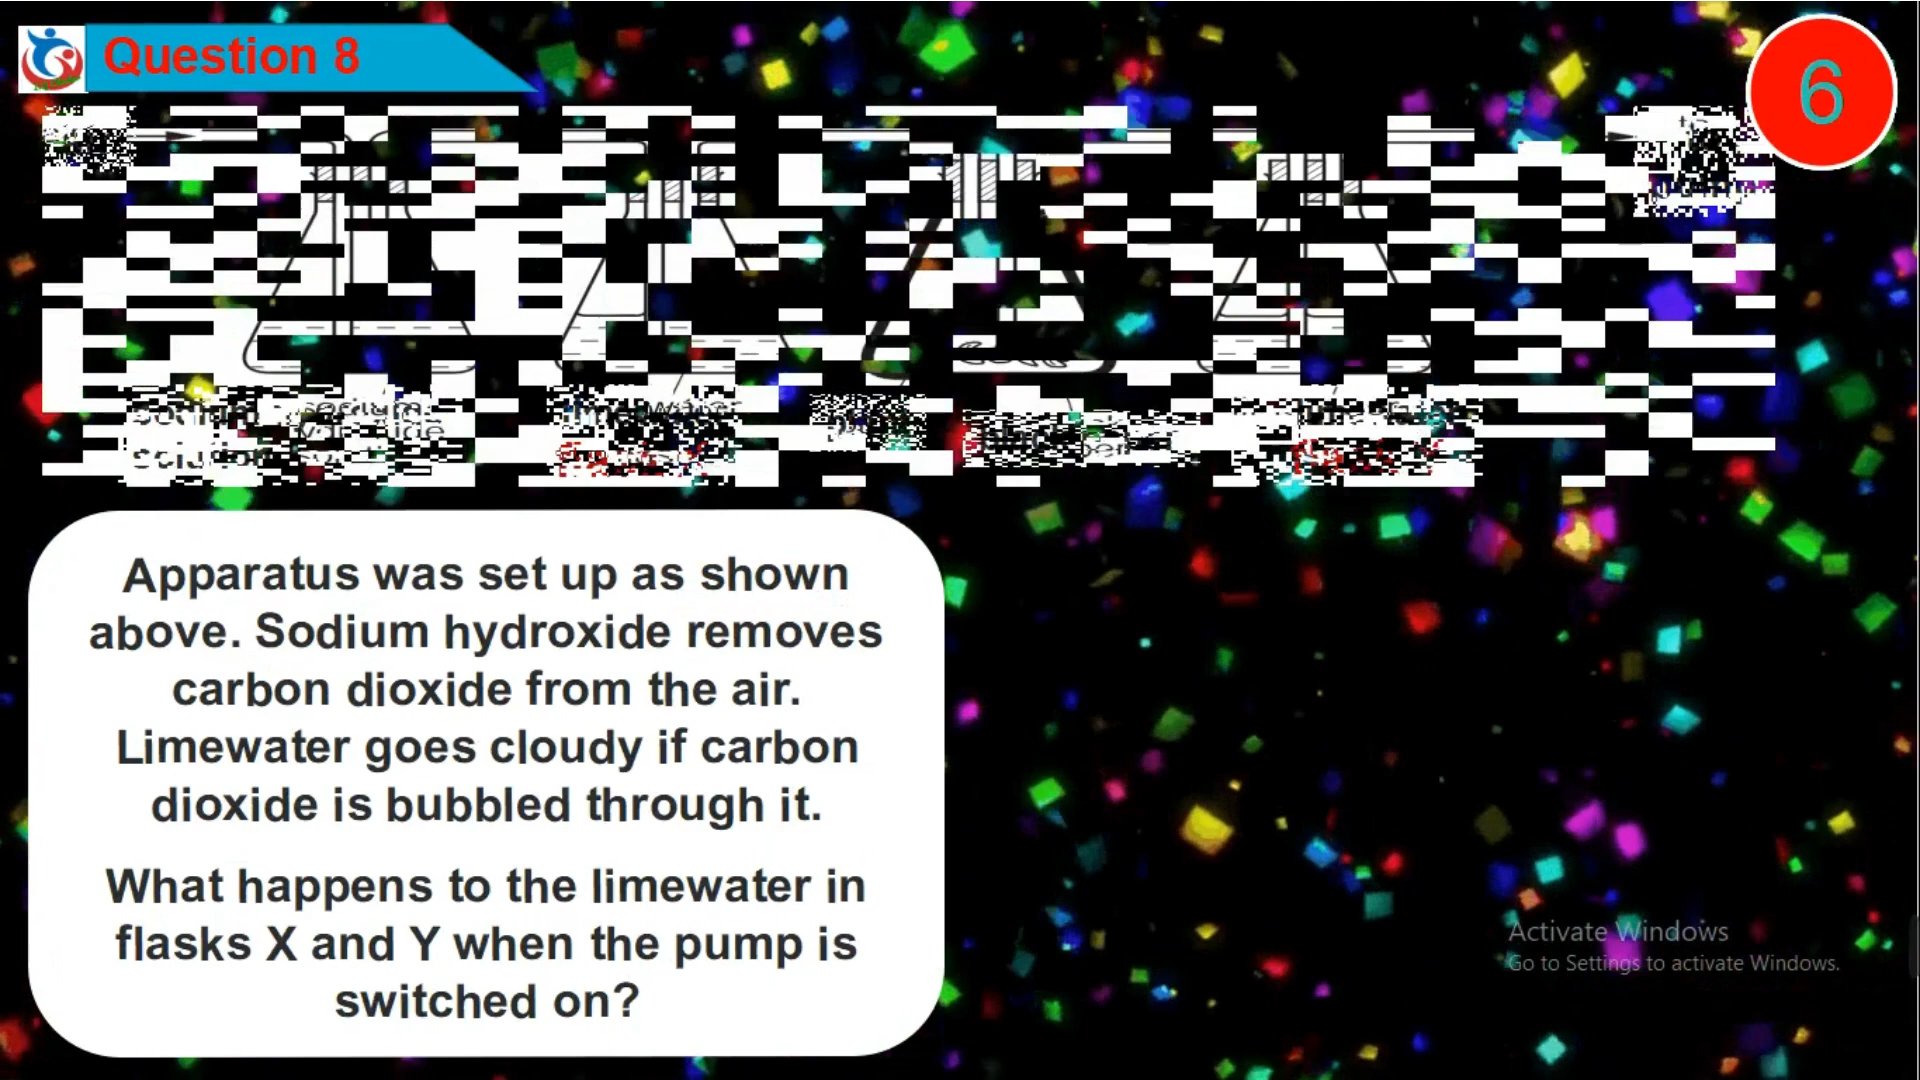 Question 8
6
Apparatus was set up as shown
above. Sodium hydroxide removes
carbon dioxide from the air.
Limewater goes cloudy if carbon
dioxide is bubbled through it.
What happens to the limewater in
flasks X and Y when the pump is
switched on?
Activate Windows
Go to Settings to activate Windows.